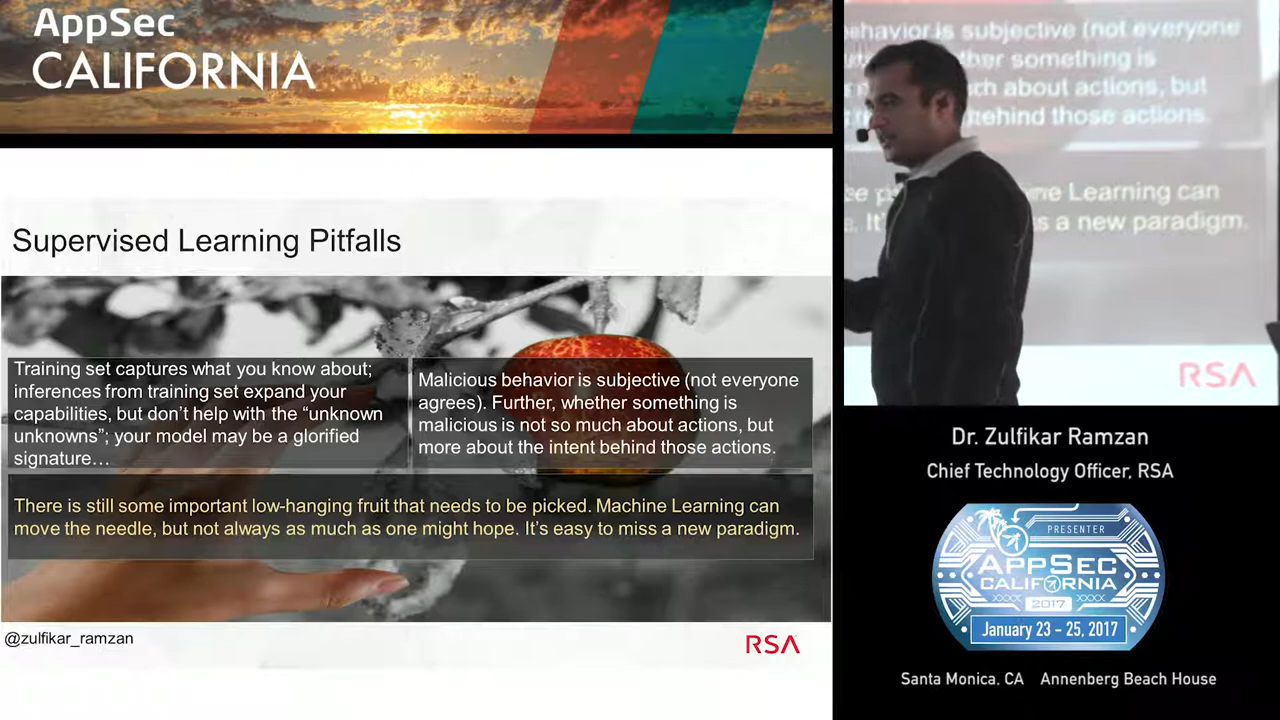 AppSec
CALIFORNIA
Supervised Learning Pitfalls
Training set captures what you know about;
inferences from training set expand your
capabilities, but don't help with the "unknown
unknowns"; your model may be a glorified
signature…
Malicious behavior is subjective (not everyone
agrees). Further, whether something is
malicious is not so much about actions, but
more about the intent behind those actions.
There is still some important low-hanging fruit that needs to be picked. Machine Learning can
move the needle, but not always as much as one might hope. It's easy to miss a new paradigm.
@zulfikar_ramzan
RSA
behavior is subjective (not everyone
something is
about actions, but
behind those actions.
Learning can
a new paradigm.
RSA
Dr. Zulfikar Ramzan
Chief Technology Officer, RSA
PRESENTER
APPSEC
CALIFORNIA
2017
January 23 - 25, 2017
Santa Monica, CA Annenberg Beach House